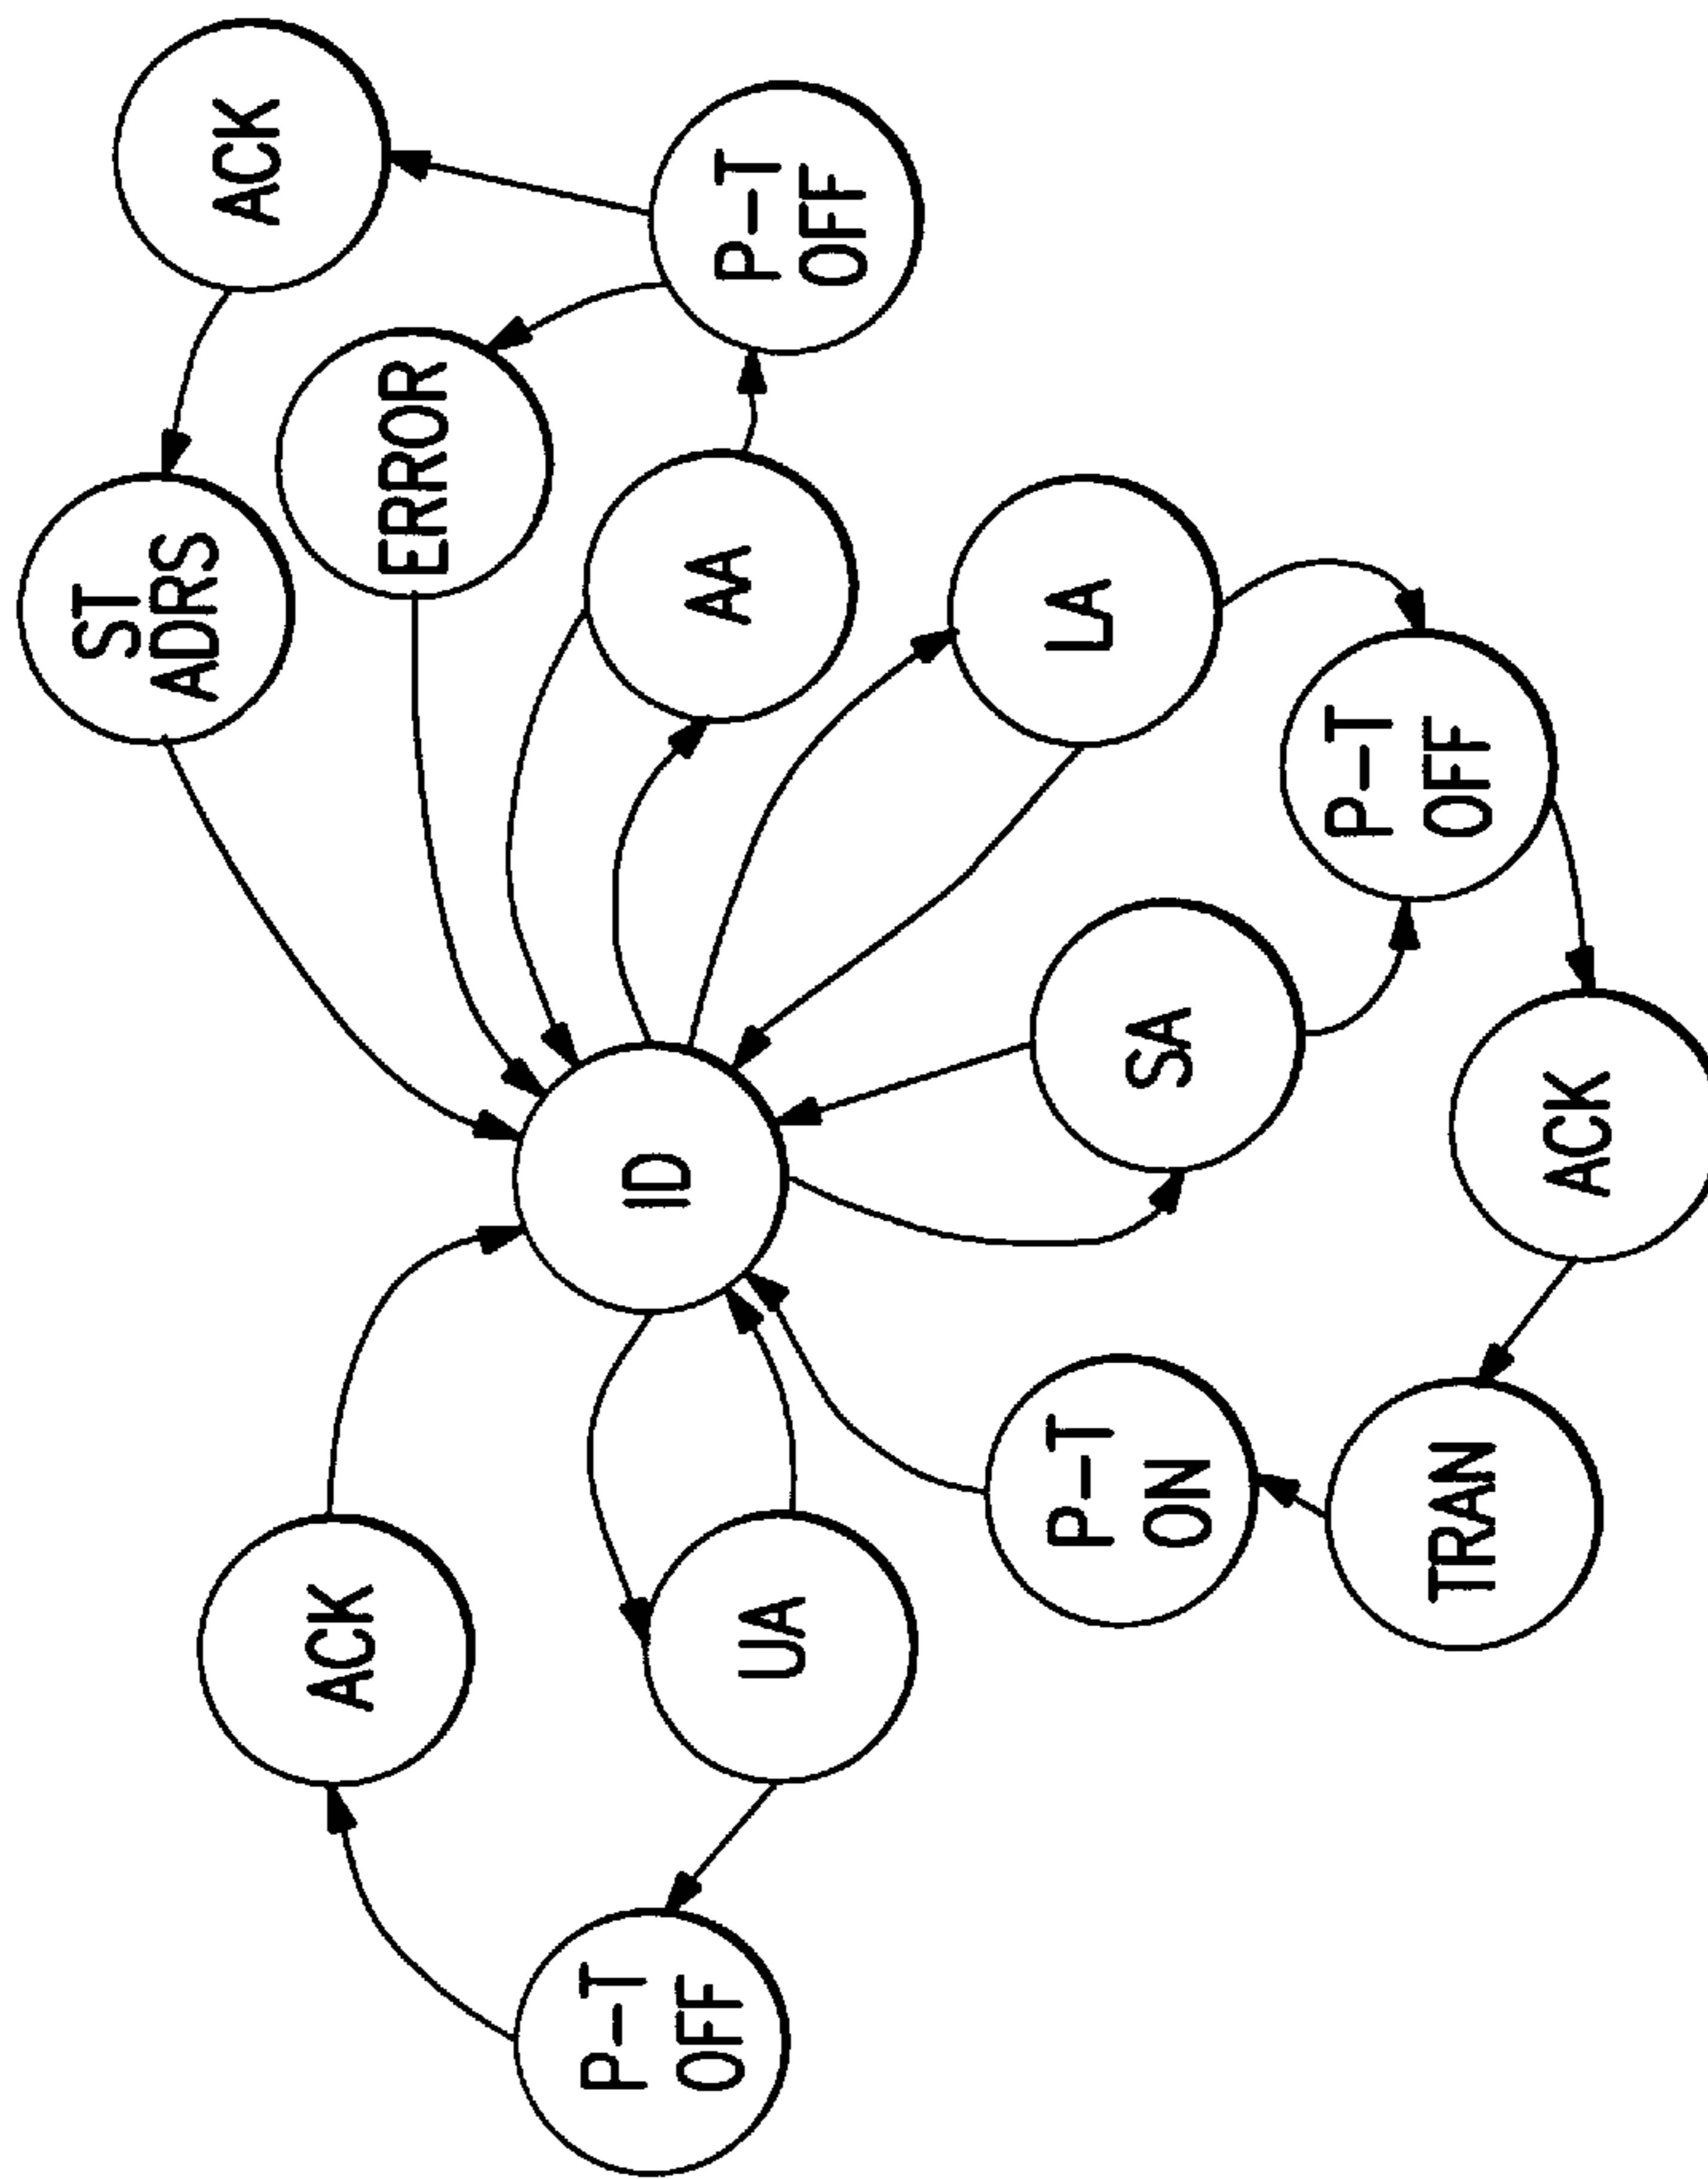 P-T
OFF
ACK
UA
ID
P-T
ON
TRAN
ACK
SA
P-T
OFF
LA
AA
ERROR
ST
ADRS
P-T
OFF
ACK